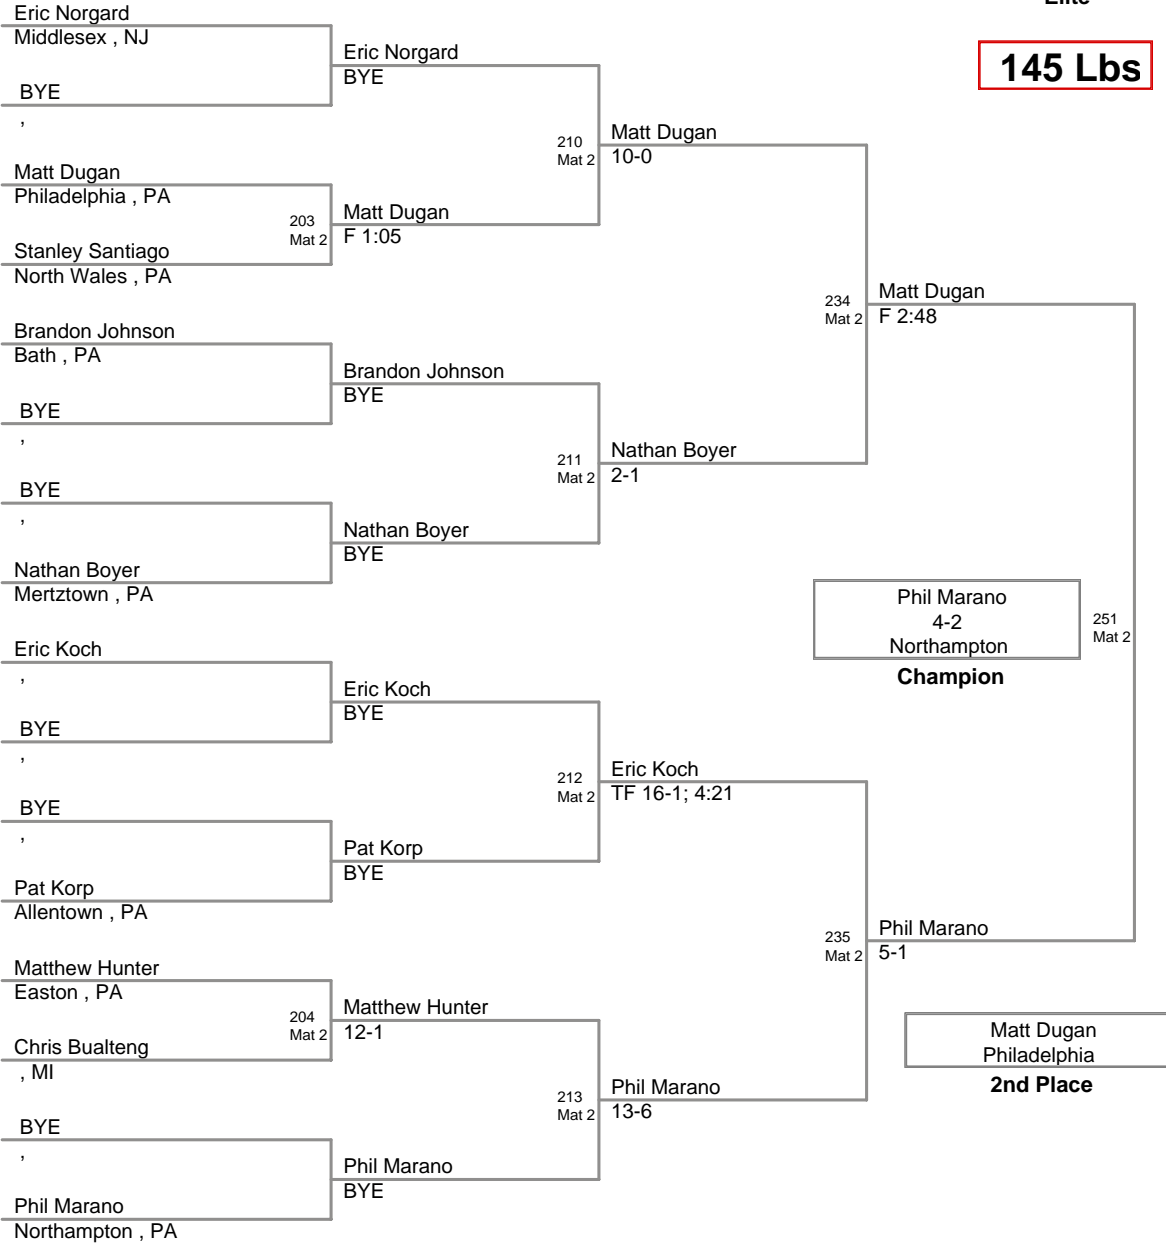 Elite
145 Lbs
Eric Norgard
Middlesex , NJ
BYE
,
Matt Dugan
Philadelphia , PA
Stanley Santiago
North Wales , PA
Brandon Johnson
Bath , PA
BYE
,
BYE
,
Nathan Boyer
Mertztown , PA
Eric Koch
,
BYE
,
BYE
,
Pat Korp
Allentown , PA
Matthew Hunter
Easton , PA
Chris Bualteng
, MI
BYE
,
Phil Marano
Northampton , PA
Eric Norgard
BYE
203
Mat 2
Matt Dugan
F 1:05
Brandon Johnson
BYE
Nathan Boyer
BYE
Eric Koch
BYE
Pat Korp
BYE
204
Mat 2
Matthew Hunter
12-1
Phil Marano
BYE
210
Mat 2
Matt Dugan
10-0
211
Mat 2
Nathan Boyer
2-1
212
Mat 2
Eric Koch
TF 16-1; 4:21
213
Mat 2
Phil Marano
13-6
234
Mat 2
Matt Dugan
F 2:48
235
Mat 2
Phil Marano
5-1
251
Mat 2
Phil Marano
4-2
Northampton
Champion
Matt Dugan
Philadelphia
2nd Place